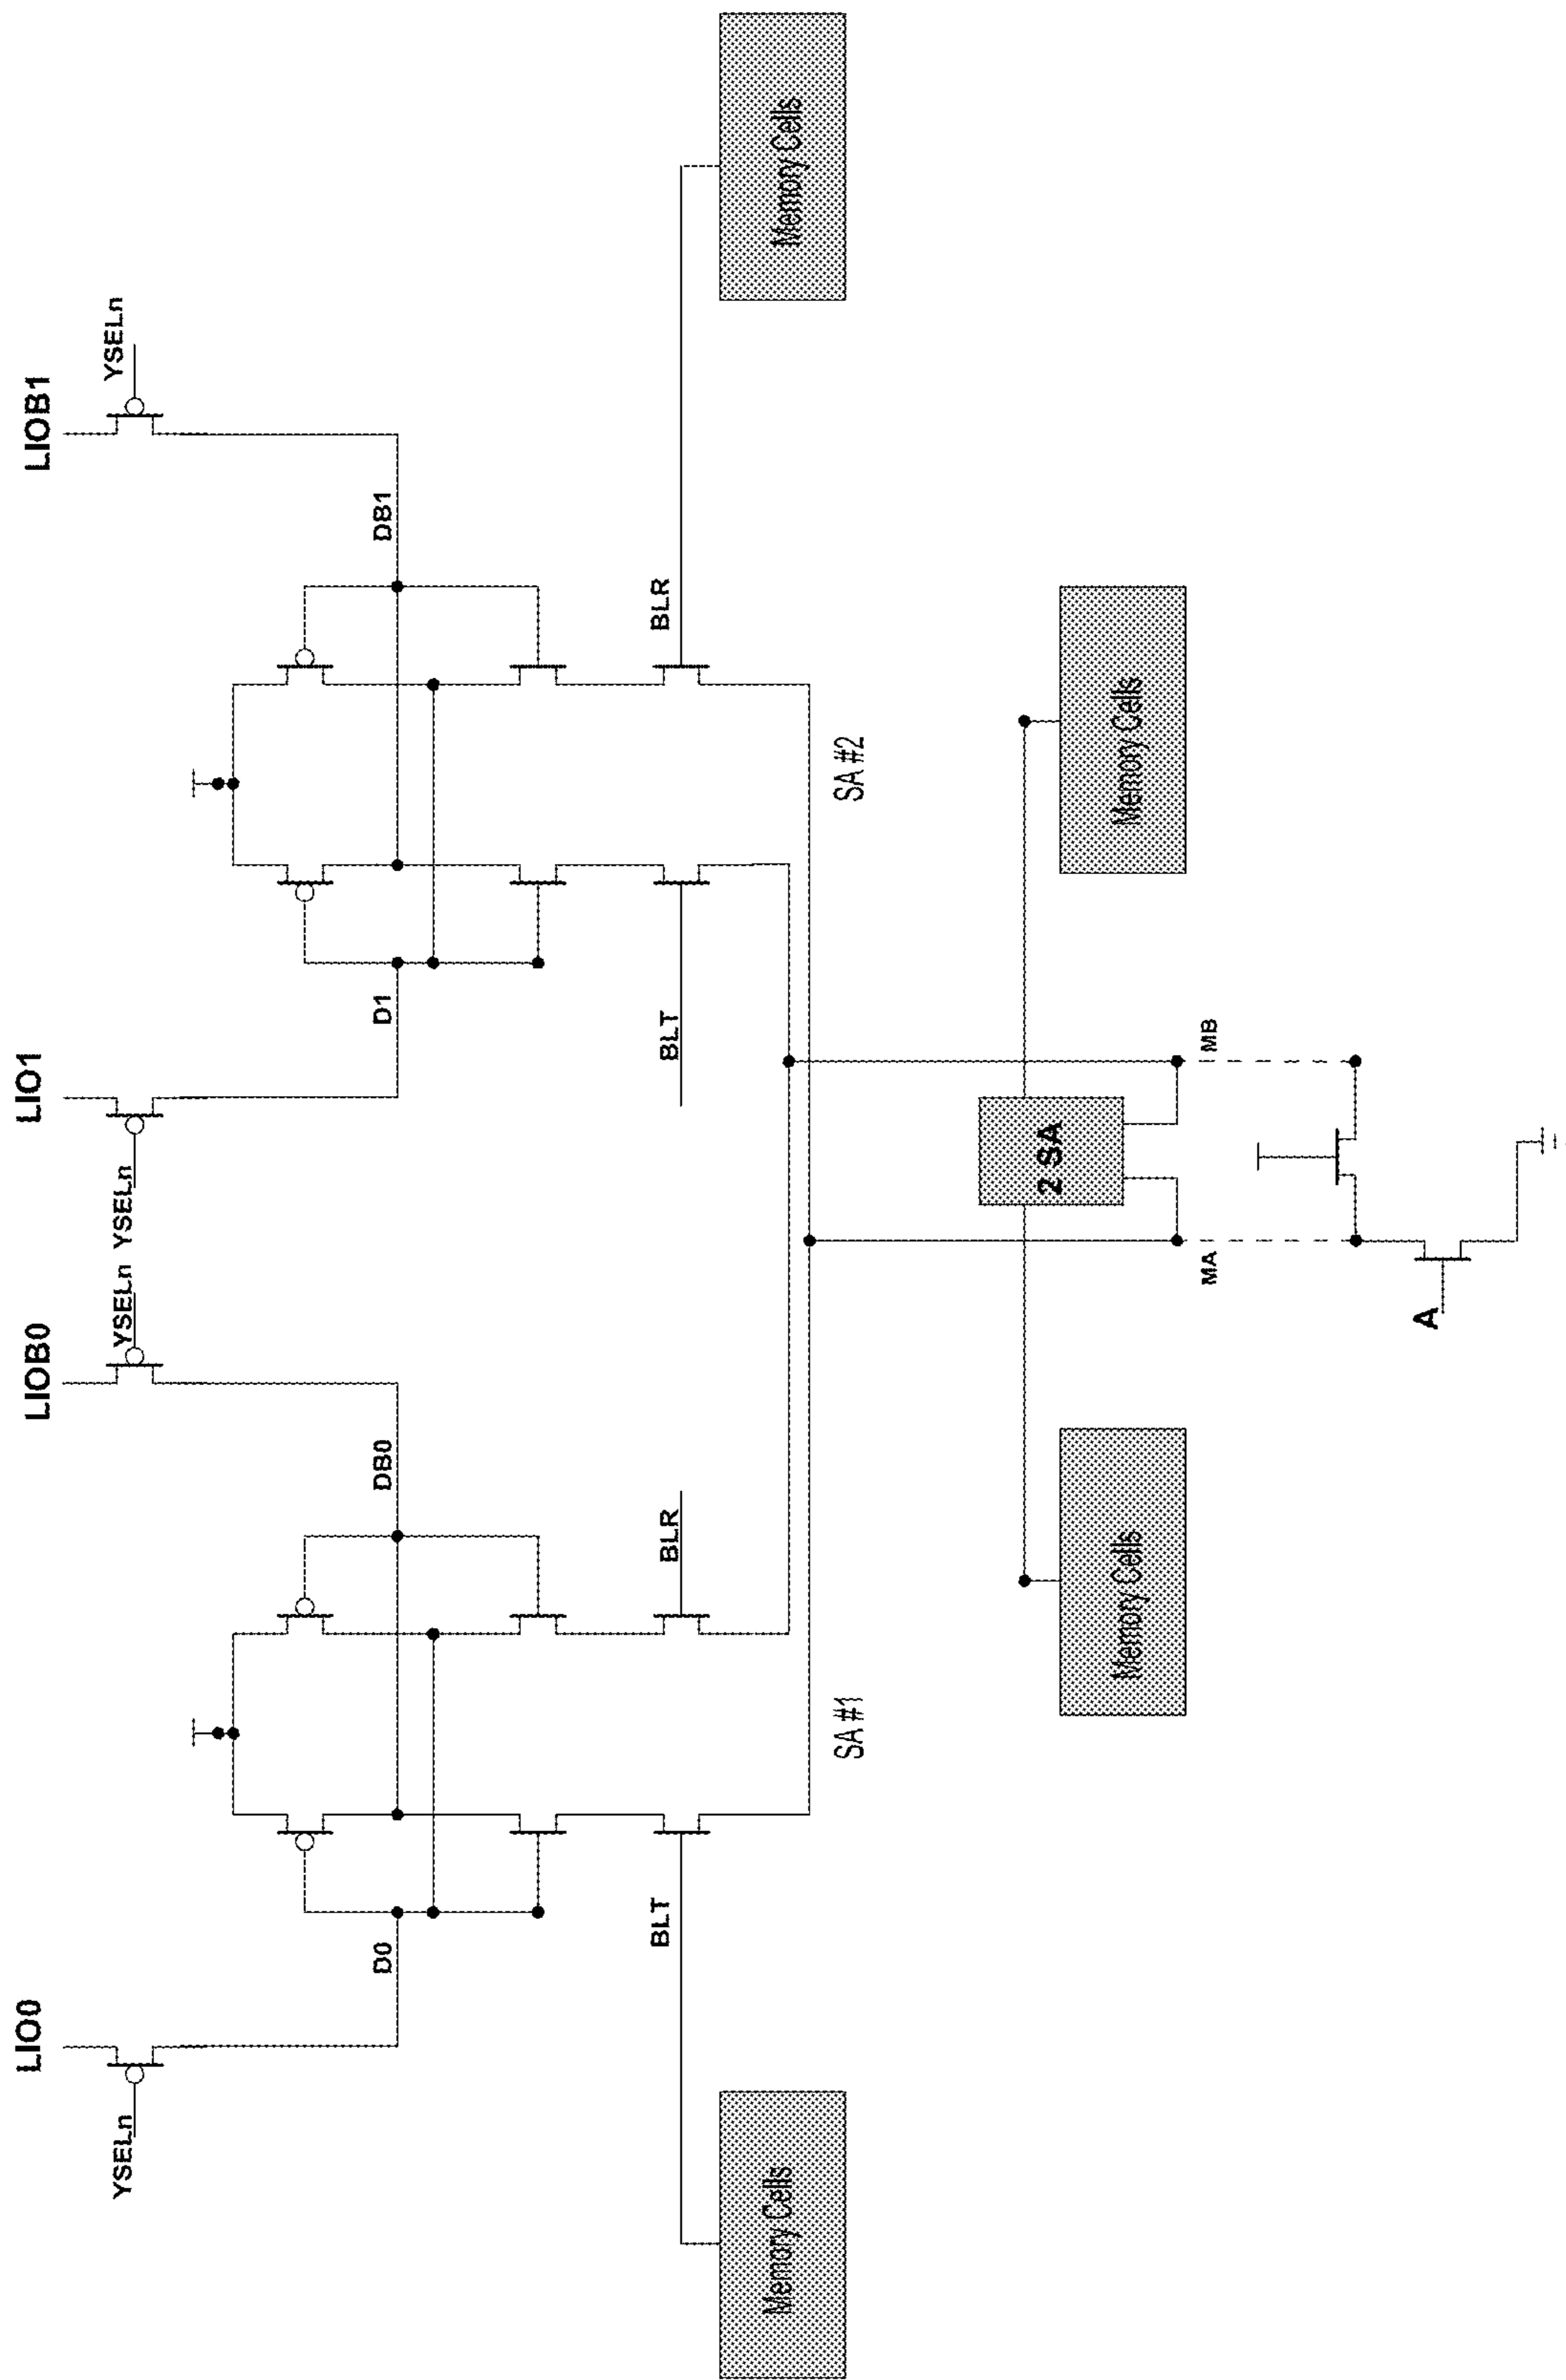 LIO0
LIOB0
LIO1
LIOB1
YSELn
YSELn
YSELn
YSELn
D0
DB0
D1
DB1
BLT
BLR
BLT
BLR
Memory Cells
Memory Cells
SA #1
SA #2
2 SA
Memory Cells
Memory Cells
MA
MB
A